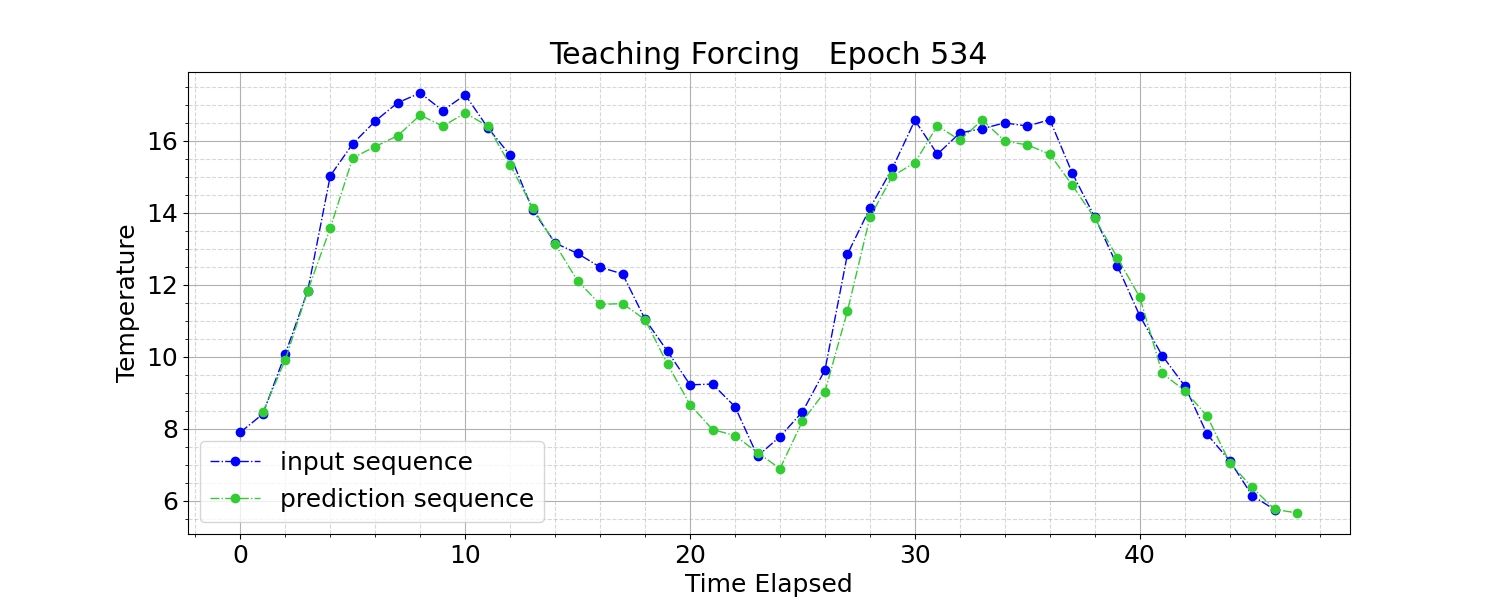 Teaching Forcing   Epoch 534
Temperature
16
14
12
10
8
6
input sequence
prediction sequence
0 10 20 30 40
Time Elapsed